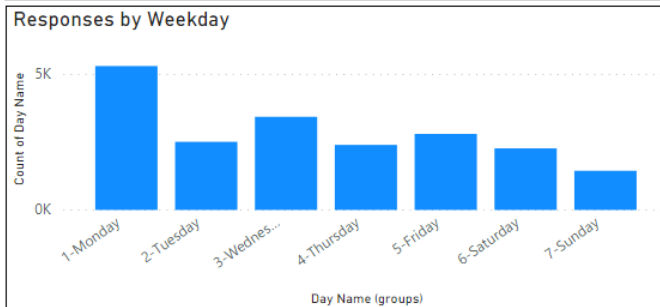 Responses by Weekday
Count of Day Name
5K
0K
1-Monday
2-Tuesday
3-Wednes...
4-Thursday
5-Friday
6-Saturday
7-Sunday
Day Name (groups)